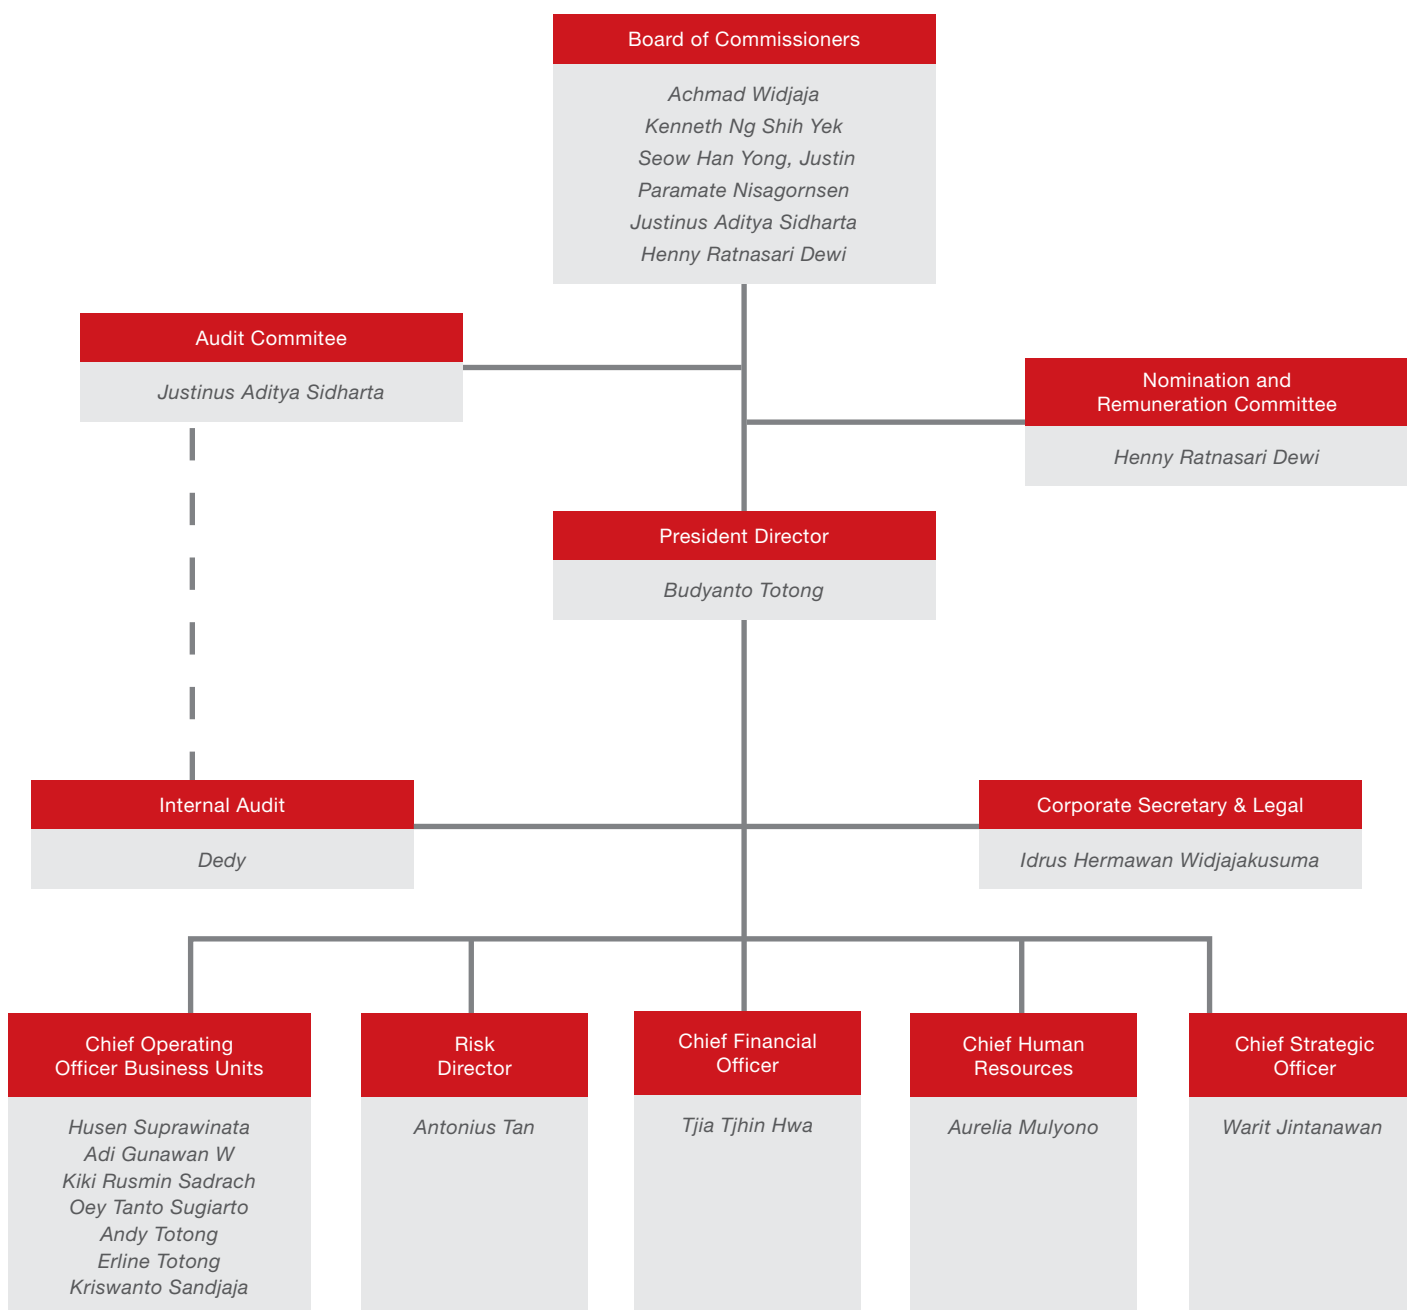 Board of Commissioners
Achmad Widjaja
Kenneth Ng Shih Yek
Seow Han Yong, Justin
Paramate Nisagornsen
Justinus Aditya Sidharta
Henny Ratnasari Dewi
Audit Commitee
Justinus Aditya Sidharta
Nomination and
Remuneration Committee
Henny Ratnasari Dewi
President Director
Budyanto Totong
Internal Audit
Dedy
Corporate Secretary & Legal
Idrus Hermawan Widjajakusuma
Chief Operating
Officer Business Units
Husen Suprawinata
Adi Gunawan W
Kiki Rusmin Sadrach
Oey Tanto Sugiarto
Andy Totong
Erline Totong
Kriswanto Sandjaja
Risk
Director
Antonius Tan
Chief Financial
Officer
Tjia Tjhin Hwa
Chief Human
Resources
Aurelia Mulyono
Chief Strategic
Officer
Warit Jintanawan